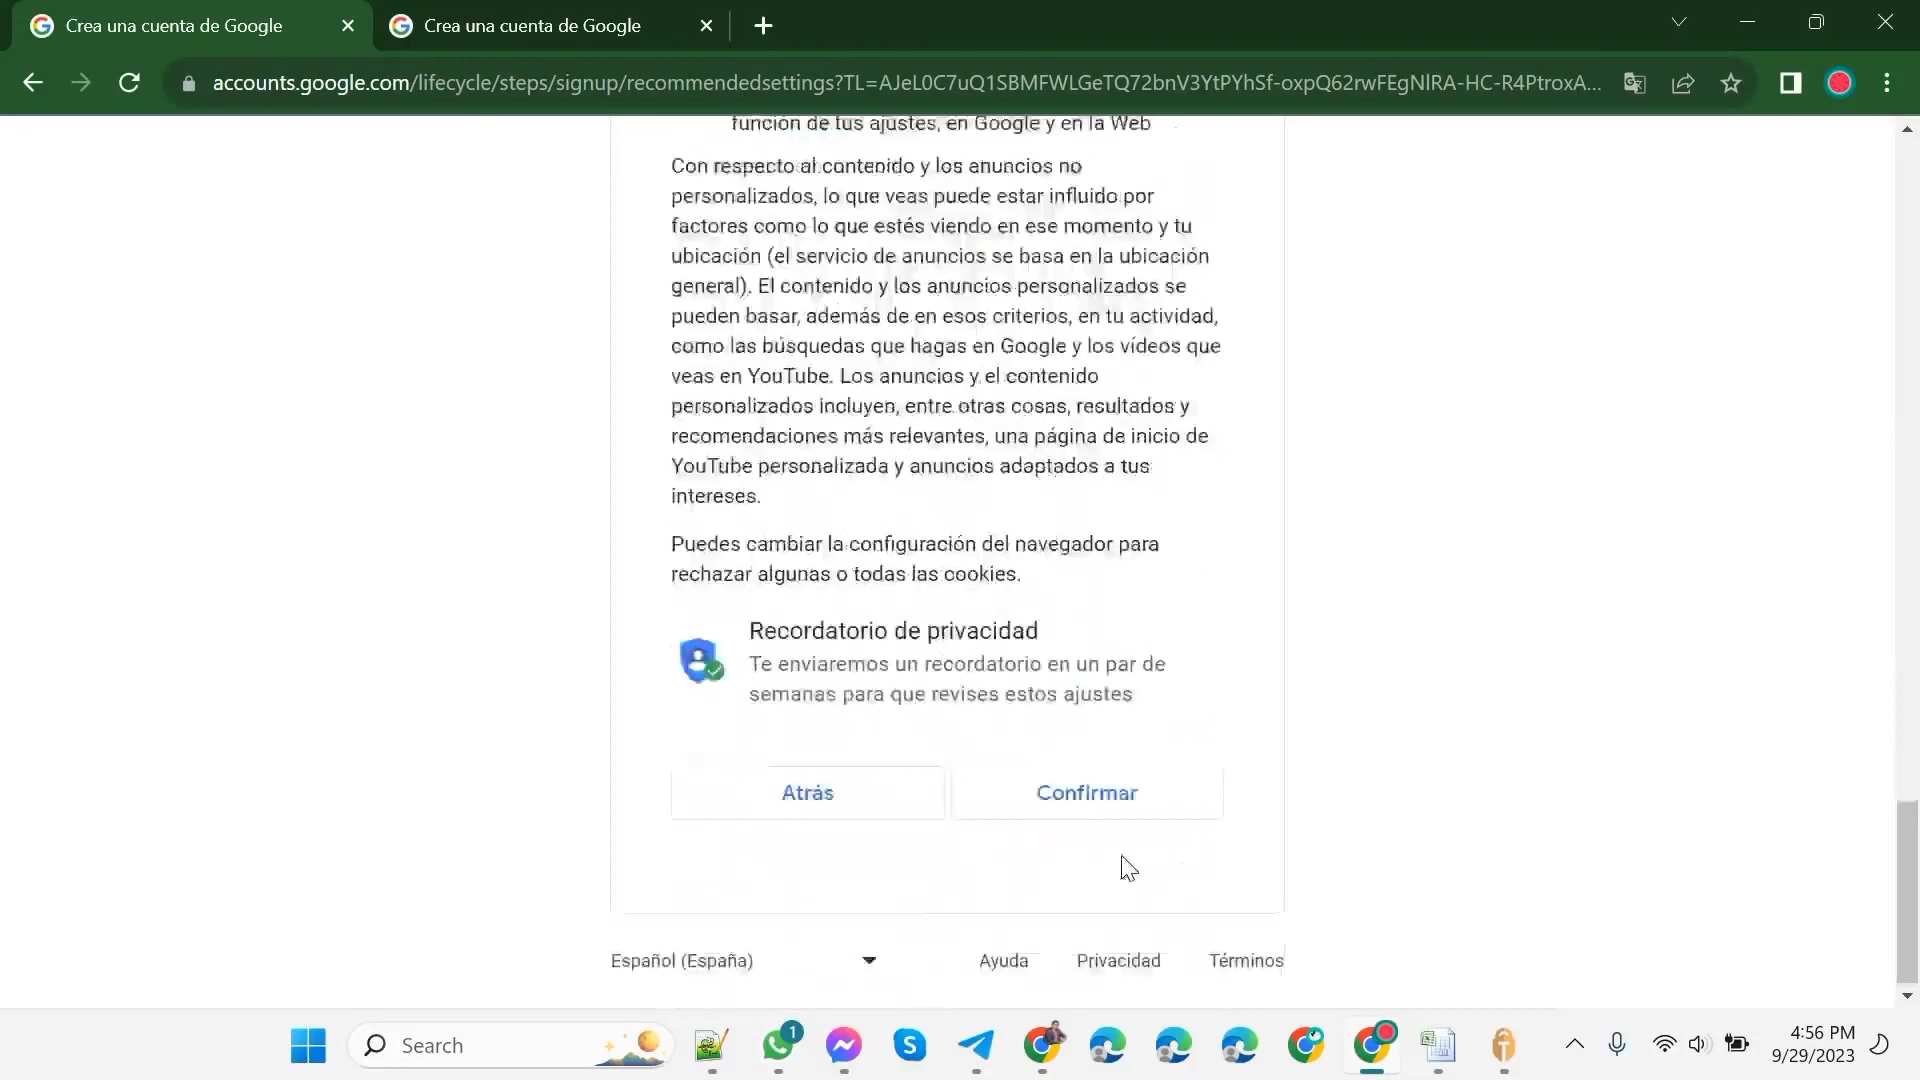 Crea una cuenta de Google
Crea una cuenta de Google
accounts.google.com/lifecycle/steps/signup/recommendedsettings?TL=AJeL0C7uQ1SBMFWLGeTQ72bnV3YtPYhSf-oxpQ62rwFEgNlRA-HC-R4PtroxA...
función de tus ajustes, en Google y en la Web
Con respecto al contenido y los anuncios no
personalizados, lo que veas puede estar influido por
factores como lo que estés viendo en ese momento y tu
ubicación (el servicio de anuncios se basa en la ubicación
general). El contenido y los anuncios personalizados se
pueden basar, además de en esos criterios, en tu actividad,
como las búsquedas que hagas en Google y los vídeos que
veas en YouTube. Los anuncios y el contenido
personalizados incluyen, entre otras cosas, resultados y
recomendaciones más relevantes, una página de inicio de
YouTube personalizada y anuncios adaptados a tus
intereses.
Puedes cambiar la configuración del navegador para
rechazar algunas o todas las cookies.
Recordatorio de privacidad
Te enviaremos un recordatorio en un par de
semanas para que revises estos ajustes
Atrás
Confirmar
Español (España)
Ayuda
Privacidad
Términos
Search
1
4:56 PM
9/29/2023